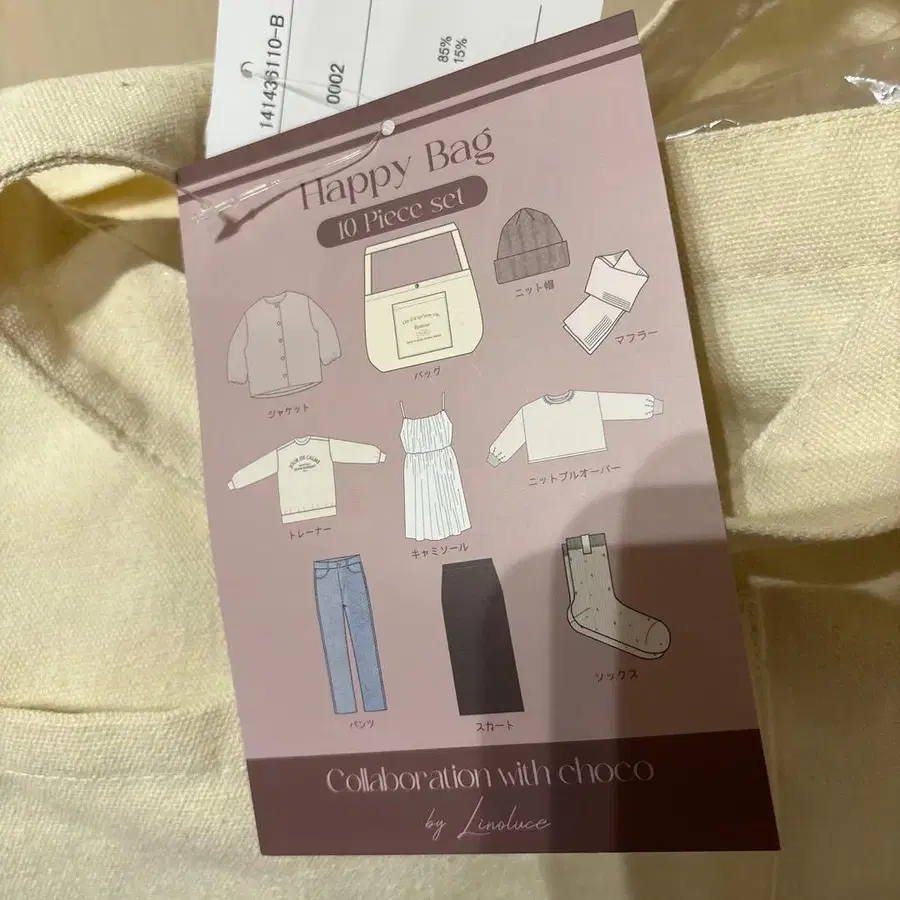 141436110-B
0002
85%
15%
Happy Bag
10 Piece set
ニット帽
マフラー
バッグ
ジャケット
JOUR DE CALME
トレーナー
キャミソール
ニットプルオーバー
パンツ
スカート
ソックス
Collaboration with choco
by Linoluce